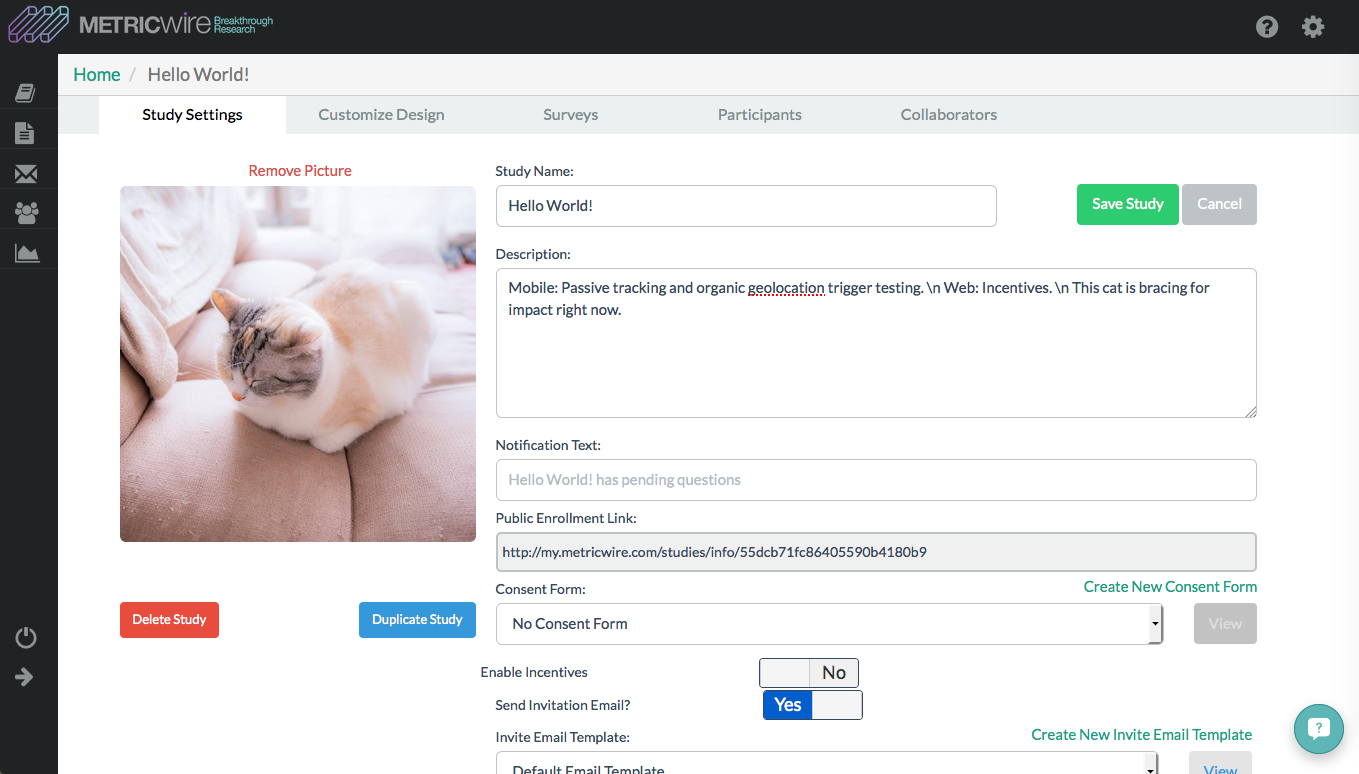 METRICWIRE Breakthrough Research
Home / Hello World!
Study Settings
Customize Design
Surveys
Participants
Collaborators
Remove Picture
Study Name:
Hello World!
Save Study
Cancel
Description:
Mobile: Passive tracking and organic geolocation trigger testing. \n Web: Incentives. \n This cat is bracing for
impact right now.
Notification Text:
Hello World! has pending questions
Public Enrollment Link:
http://my.metricwire.com/studies/info/55dcb71fc86405590b4180b9
Consent Form:
Create New Consent Form
No Consent Form
View
Delete Study
Duplicate Study
Enable Incentives
No
Send Invitation Email?
Yes
Invite Email Template:
Create New Invite Email Template
Default Email Template
View